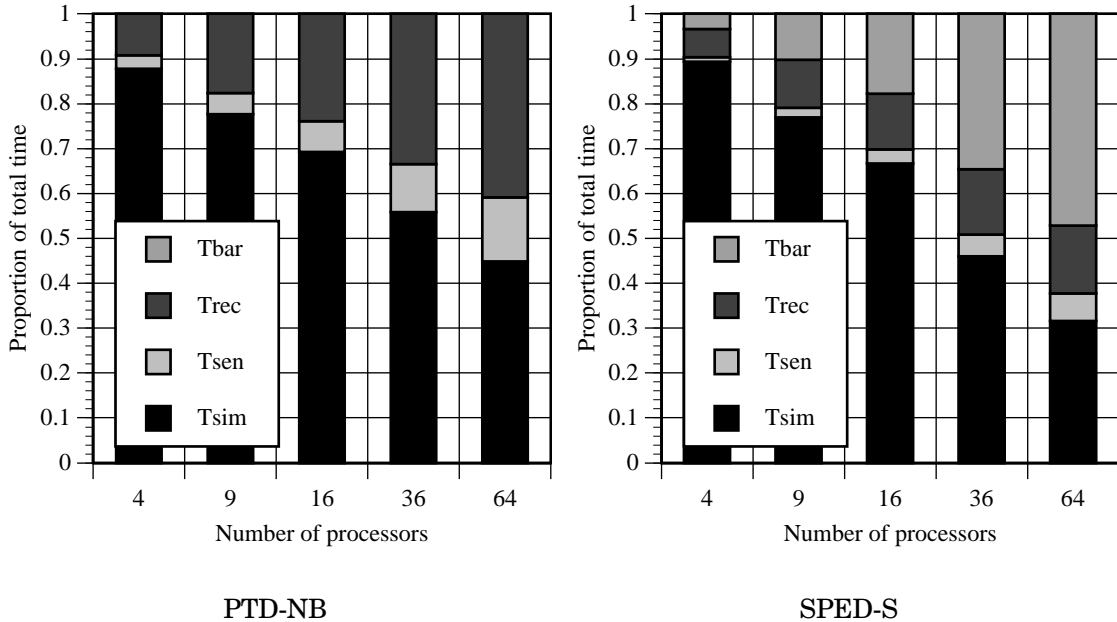 Proportion of total time
1
0.9
0.8
0.7
0.6
0.5
0.4
0.3
0.2
0.1
0
Tbar
Trec
Tsen
Tsim
4 9 16 36 64
Number of processors
PTD-NB
Proportion of total time
1
0.9
0.8
0.7
0.6
0.5
0.4
0.3
0.2
0.1
0
Tbar
Trec
Tsen
Tsim
4 9 16 36 64
Number of processors
SPED-S